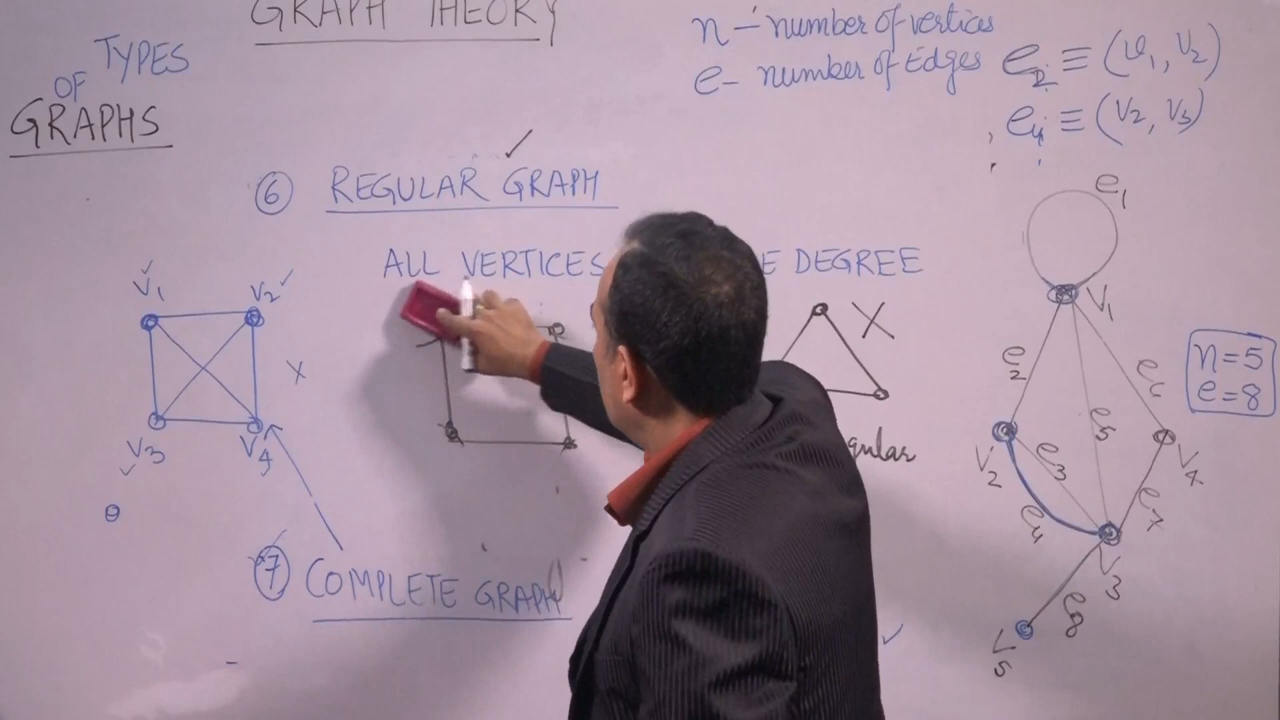 GRAPH THEORY
TYPES
OF
GRAPHS
n - number of vertices
e - number of Edges
e2 ≡ (v1, v2)
e4 ≡ (v2, v3)
⑥ REGULAR GRAPH
ALL VERTICES
E DEGREE
V1
V2
V3
V4
X
X
gular
⑦ COMPLETE GRAPH
e1
V1
e2
e5
V2
e3
e4
V4
e7
V3
e8
V5
n=5
e=8